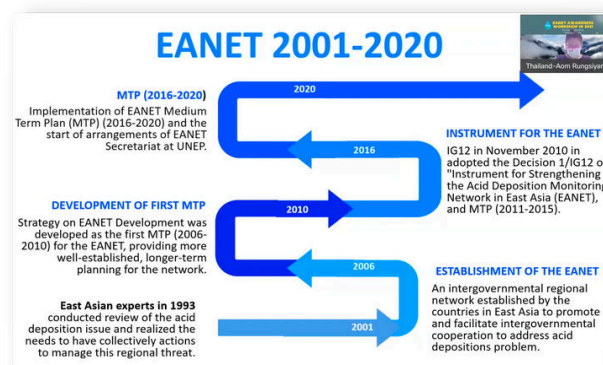 EANET 2001-2020
EANET AWARENESS
WORKSHOP IN 2021
Thailand-Aom Rungsiyar
2020
MTP (2016-2020)
Implementation of EANET Medium
Term Plan (MTP) (2016-2020) and the
start of arrangements of EANET
Secretariat at UNEP.
2016
INSTRUMENT FOR THE EANET
IG12 in November 2010 in
adopted the Decision 1/IG12 o
"Instrument for Strengthening
the Acid Deposition Monitoring
Network in East Asia (EANET),
and MTP (2011-2015).
DEVELOPMENT OF FIRST MTP
Strategy on EANET Development was
developed as the first MTP (2006-
2010) for the EANET, providing more
well-established, longer-term
planning for the network.
2010
2006
ESTABLISHMENT OF THE EANET
An intergovernmental regional
network established by the
countries in East Asia to promote
and facilitate intergovernmental
cooperation to address acid
depositions problem.
East Asian experts in 1993
conducted review of the acid
deposition issue and realized the
needs to have collectively actions
to manage this regional threat.
2001